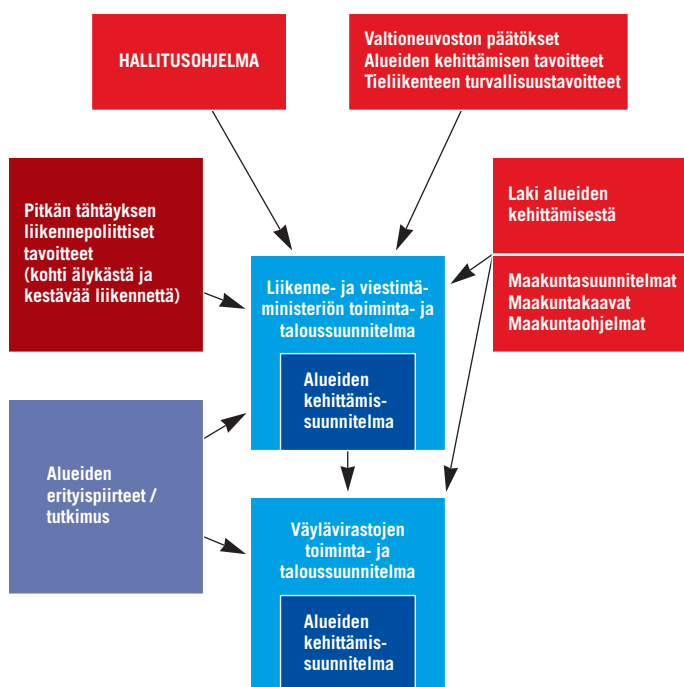 HALLITUSOHJELMA
Valtioneuvoston päätökset
Alueiden kehittämisen tavoitteet
Tieliikenteen turvallisuustavoitteet
Pitkän tähtäyksen
liikennepoliittiset
tavoitteet
(kohti älykästä ja
kestävää liikennettä)
Laki alueiden
kehittämisestä
Maakuntasuunnitelmat
Maakuntakaavat
Maakuntaohjelmat
Liikenne- ja viestintä-
ministeriön toiminta- ja
taloussuunnitelma
Alueiden
kehittämis-
suunnitelma
Alueiden
erityispiirteet /
tutkimus
Väylävirastojen
toiminta- ja
taloussuunnitelma
Alueiden
kehittämis-
suunnitelma